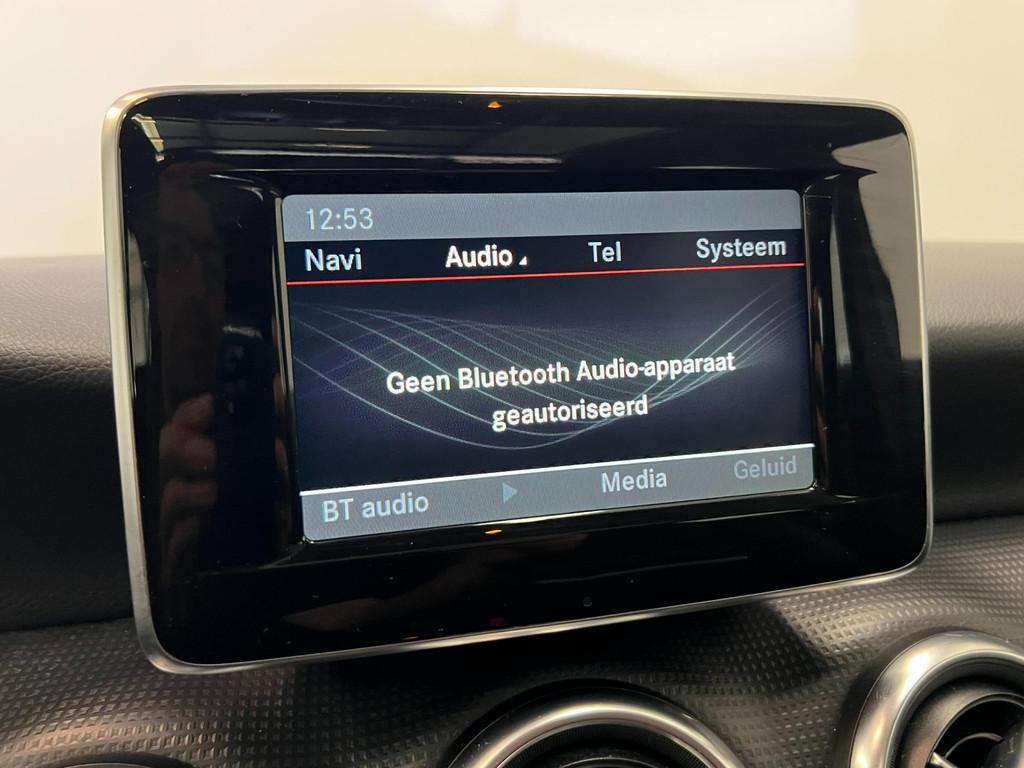 12:53
Navi Audio Tel Systeem
Geen Bluetooth Audio-apparaat
geautoriseerd
BT audio Media Geluid